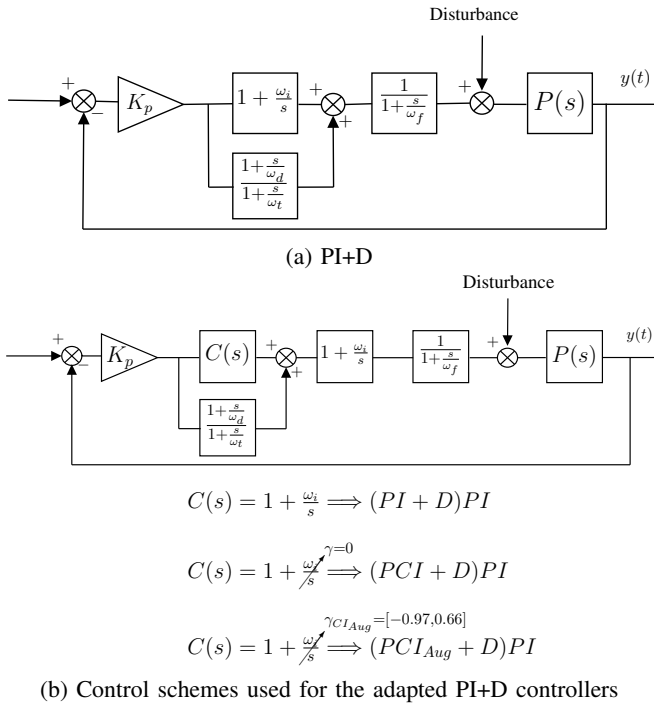 Disturbance
+ − K_p 1 + ω_i/s + + 1/(1+s/ω_f) + P(s) y(t)
(1+s/ω_d)/(1+s/ω_t)
(a) PI+D
Disturbance
+ − K_p C(s) + + 1 + ω_i/s 1/(1+s/ω_f) + P(s) y(t)
(1+s/ω_d)/(1+s/ω_t)
C(s) = 1 + ω_i/s ⟹ (PI + D)PI
γ=0
C(s) = 1 + ω_i/s ⟹ (PCI + D)PI
γ_{CI_{Aug}}=[−0.97,0.66]
C(s) = 1 + ω_i/s ⟹ (PCI_{Aug} + D)PI
(b) Control schemes used for the adapted PI+D controllers